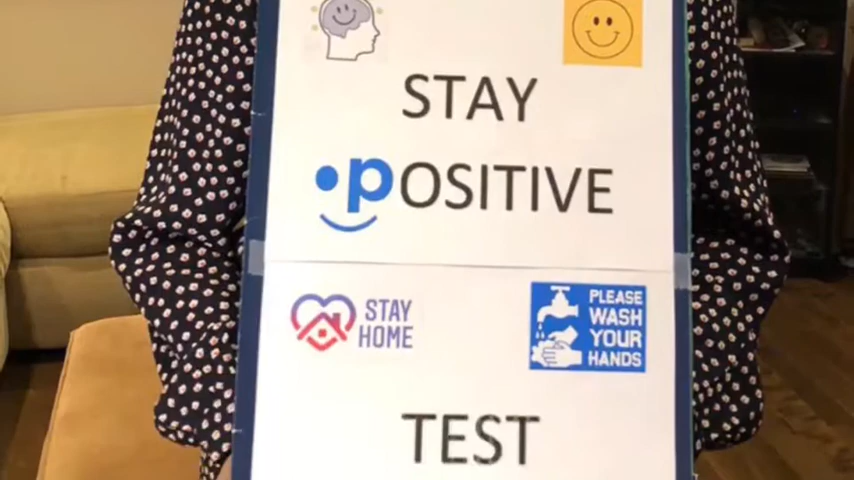 STAY
pOSITIVE
STAY
HOME
PLEASE
WASH
YOUR
HANDS
TEST